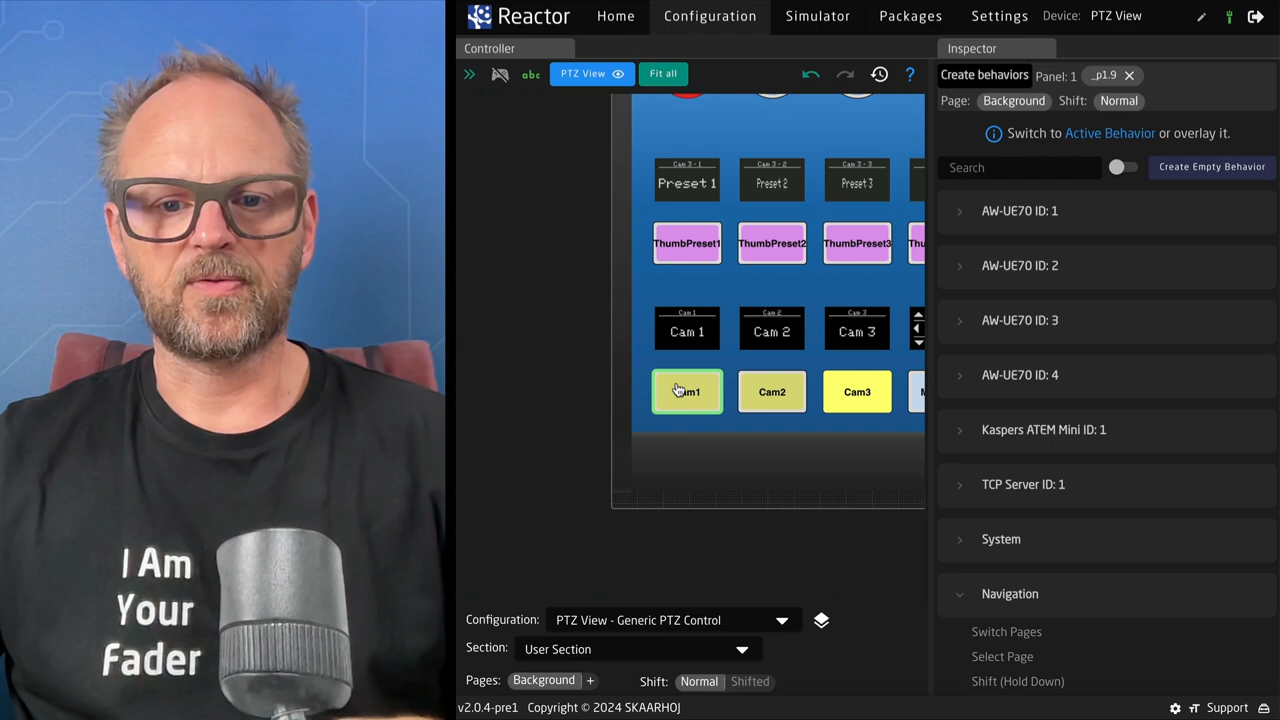 Reactor
Home
Configuration
Simulator
Packages
Settings
Device: PTZ View
Controller
Inspector
abc
PTZ View
Fit all
?
Create behaviors
Panel: 1
_p1.9
Page: Background Shift: Normal
Switch to Active Behavior or overlay it.
Search
Create Empty Behavior
Cam 3 - 1
Preset 1
Cam 3 - 2
Preset 2
Cam 3 - 3
Preset 3
ThumbPreset1
ThumbPreset2
ThumbPreset3
Cam 1
Cam 1
Cam 2
Cam 2
Cam 3
Cam 3
Cam2
Cam3
AW-UE70 ID: 1
AW-UE70 ID: 2
AW-UE70 ID: 3
AW-UE70 ID: 4
Kaspers ATEM Mini ID: 1
TCP Server ID: 1
System
Navigation
Switch Pages
Select Page
Shift (Hold Down)
Configuration: PTZ View - Generic PTZ Control
Section: User Section
Pages: Background + Shift: Normal Shifted
v2.0.4-pre1 Copyright © 2024 SKAARHOJ
Support
I Am
Your
Fader